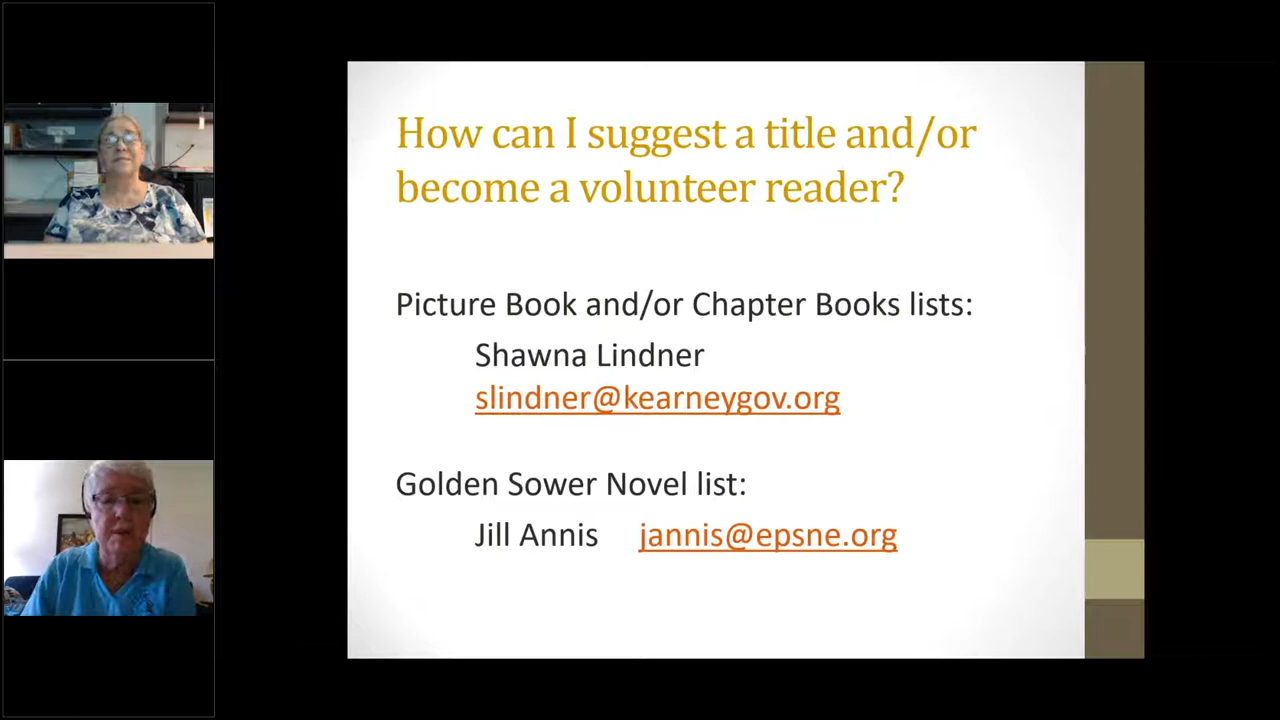 How can I suggest a title and/or
become a volunteer reader?
Picture Book and/or Chapter Books lists:
Shawna Lindner
slindner@kearneygov.org
Golden Sower Novel list:
Jill Annis jannis@epsne.org